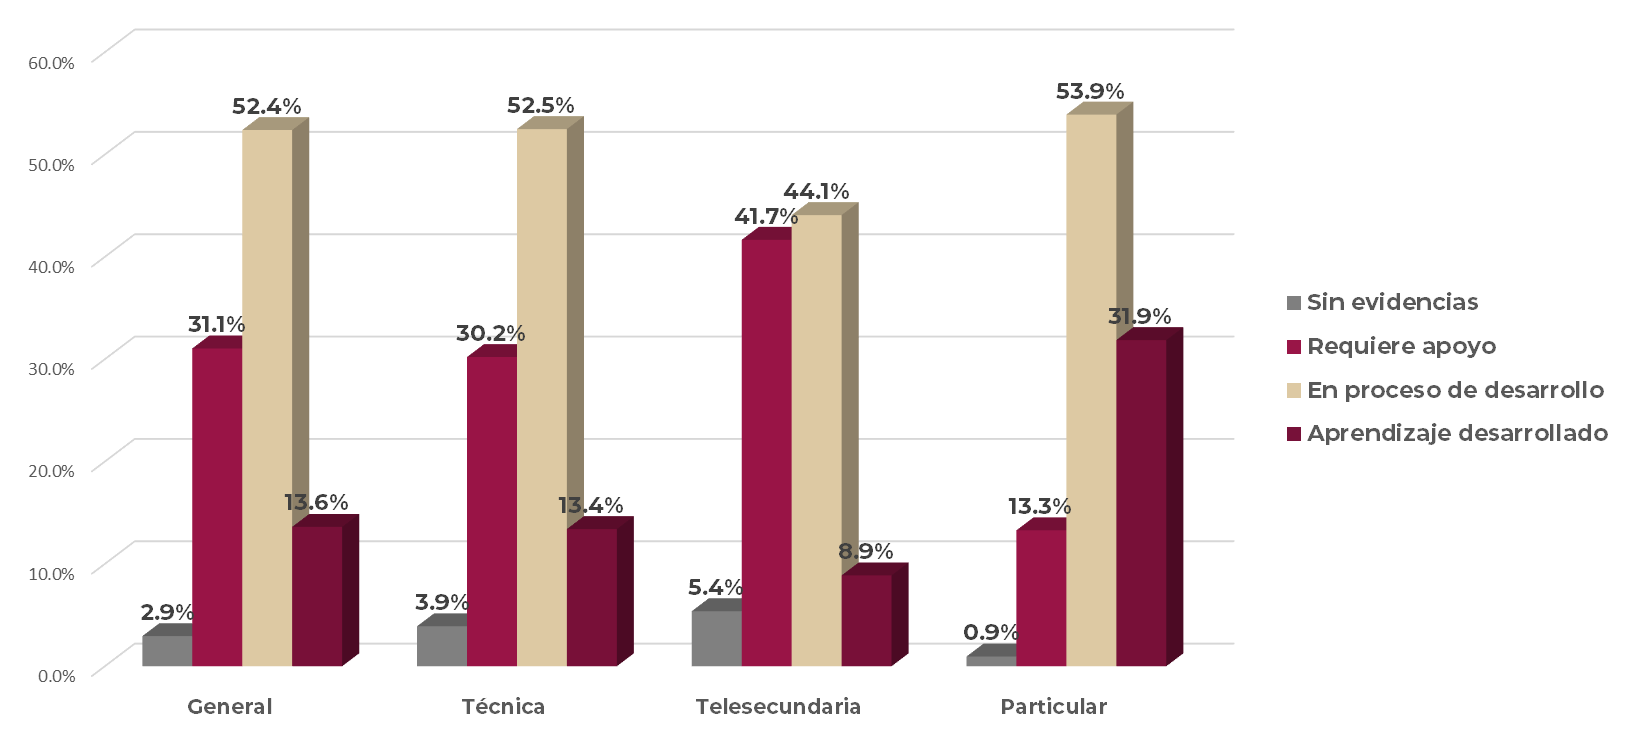 60.0%
50.0%
40.0%
30.0%
20.0%
10.0%
0.0%
2.9%
31.1%
52.4%
13.6%
3.9%
30.2%
52.5%
13.4%
5.4%
41.7%
44.1%
8.9%
0.9%
13.3%
53.9%
31.9%
General
Técnica
Telesecundaria
Particular
Sin evidencias
Requiere apoyo
En proceso de desarrollo
Aprendizaje desarrollado